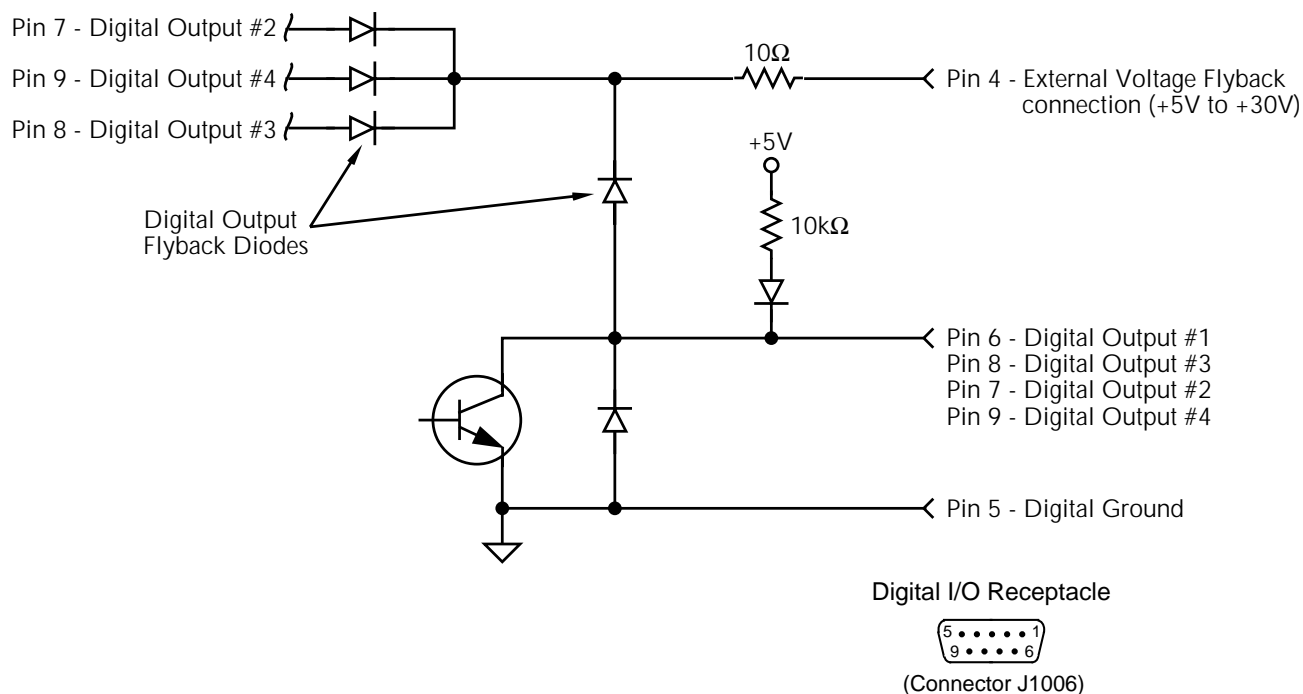 Pin 7 - Digital Output #2
Pin 9 - Digital Output #4
Pin 8 - Digital Output #3
10Ω
Pin 4 - External Voltage Flyback
connection (+5V to +30V)
+5V
10kΩ
Digital Output
Flyback Diodes
Pin 6 - Digital Output #1
Pin 8 - Digital Output #3
Pin 7 - Digital Output #2
Pin 9 - Digital Output #4
Pin 5 - Digital Ground
Digital I/O Receptacle
5 1
9 6
(Connector J1006)